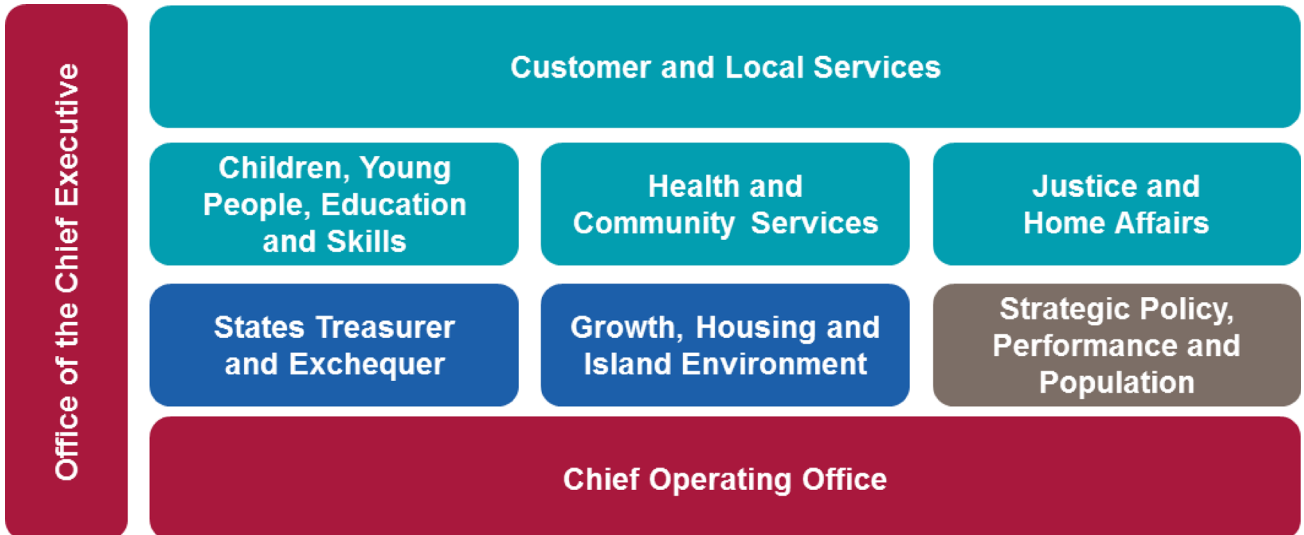 Office of the Chief Executive
Customer and Local Services
Children, Young
People, Education
and Skills
Health and
Community Services
Justice and
Home Affairs
States Treasurer
and Exchequer
Growth, Housing and
Island Environment
Strategic Policy,
Performance and
Population
Chief Operating Office